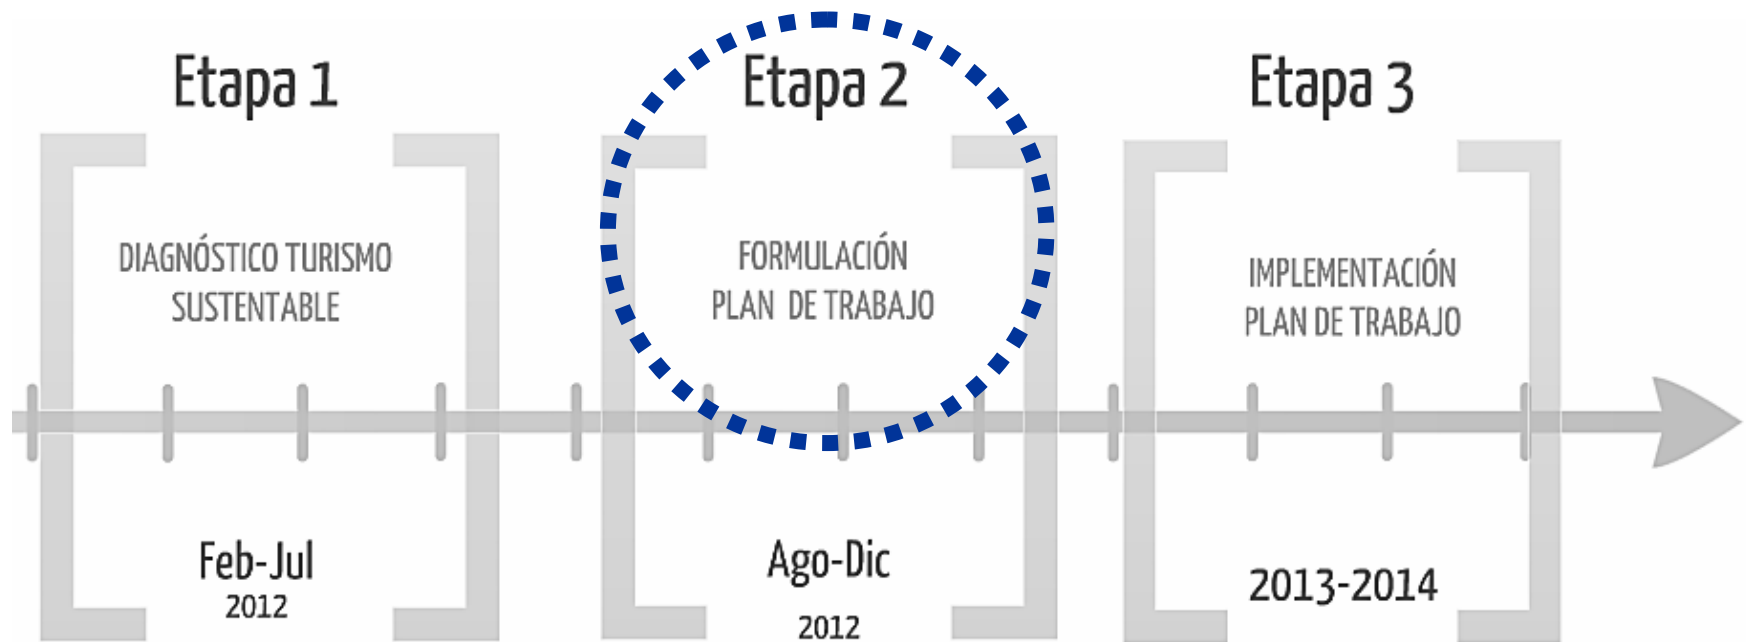 Etapa 1
DIAGNÓSTICO TURISMO
SUSTENTABLE
Feb-Jul
2012
Etapa 2
FORMULACIÓN
PLAN DE TRABAJO
Ago-Dic
2012
Etapa 3
IMPLEMENTACIÓN
PLAN DE TRABAJO
2013-2014